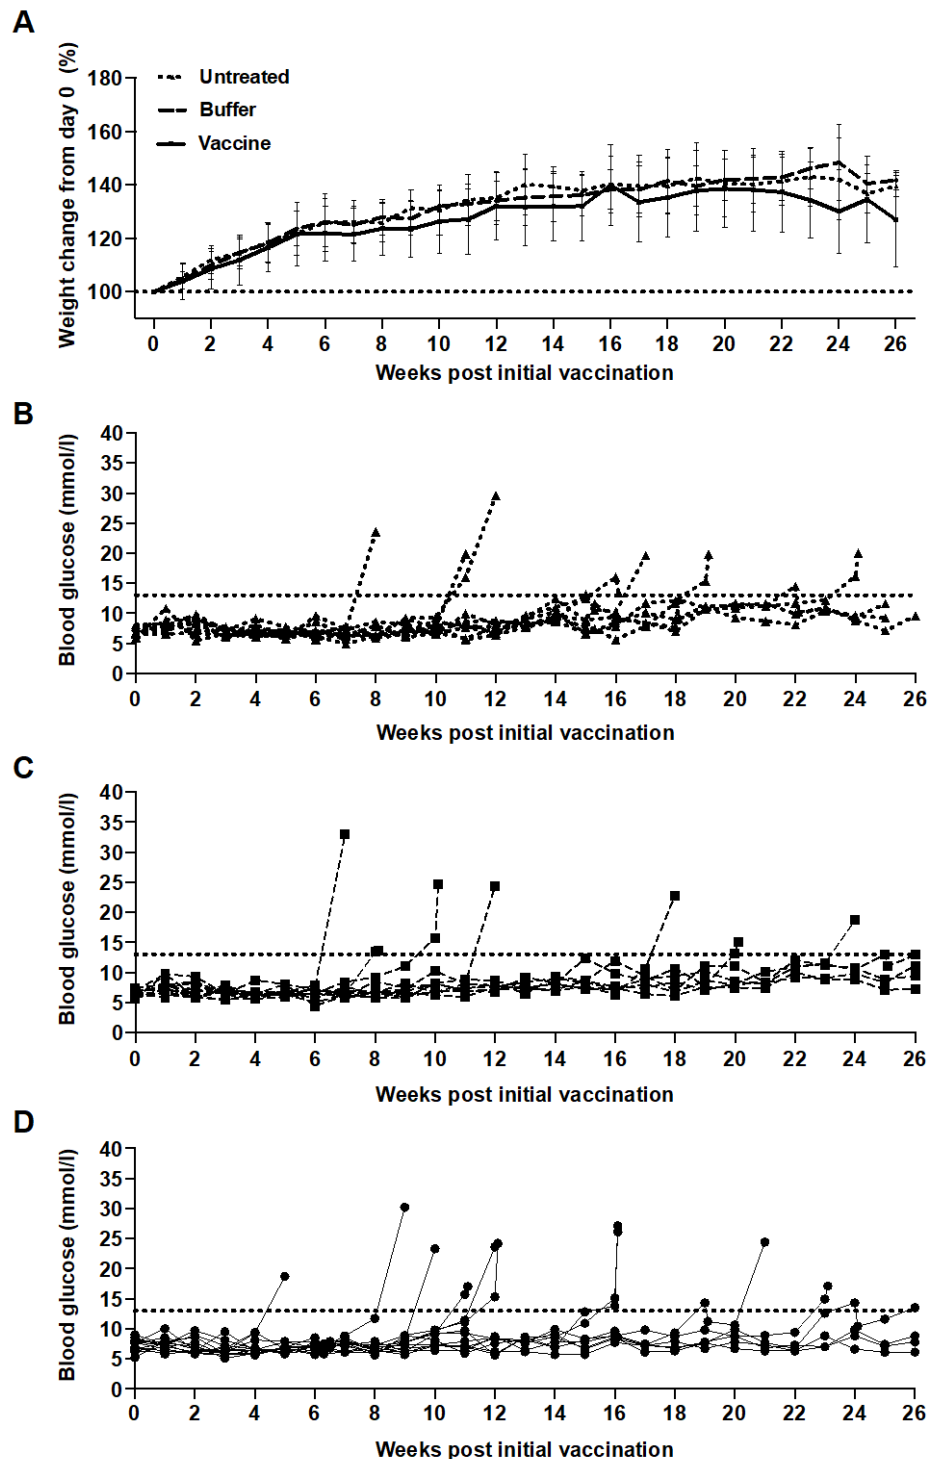 A
Weight change from day 0 (%)
180
160
140
120
100
Untreated
Buffer
Vaccine
0 2 4 6 8 10 12 14 16 18 20 22 24 26
Weeks post initial vaccination
B
Blood glucose (mmol/l)
40
35
30
25
20
15
10
5
0
0 2 4 6 8 10 12 14 16 18 20 22 24 26
Weeks post initial vaccination
C
Blood glucose (mmol/l)
40
35
30
25
20
15
10
5
0
0 2 4 6 8 10 12 14 16 18 20 22 24 26
Weeks post initial vaccination
D
Blood glucose (mmol/l)
40
35
30
25
20
15
10
5
0
0 2 4 6 8 10 12 14 16 18 20 22 24 26
Weeks post initial vaccination